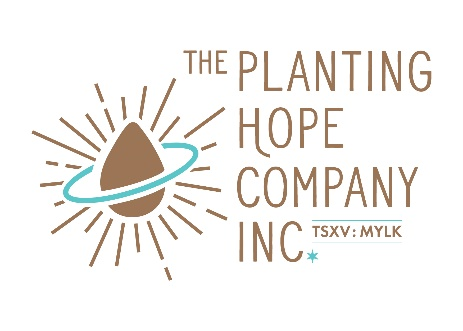 THE PLANTING
HOPE
COMPANY
INC. TSXV: MYLK